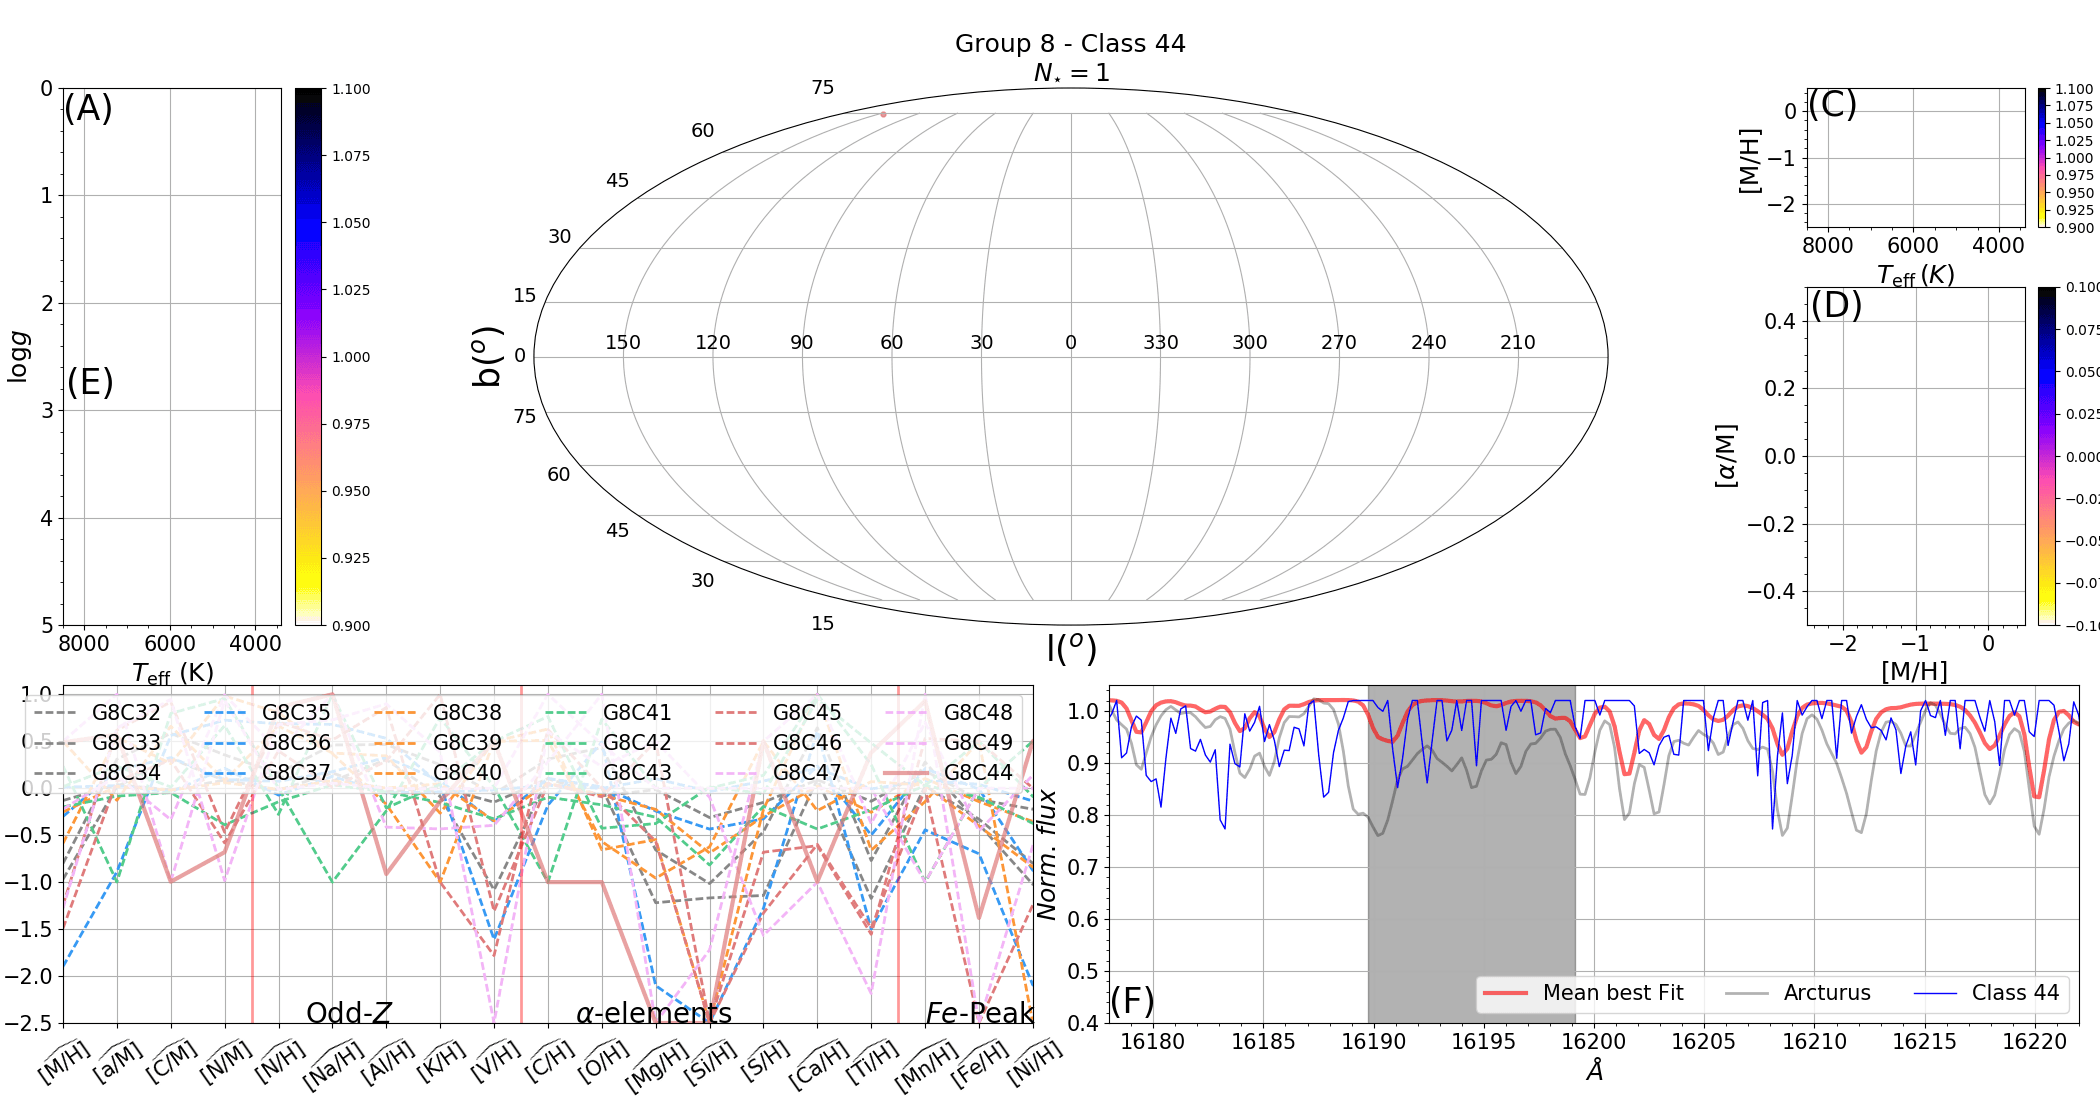 Group 8 - Class 44
N⋆ = 1
(A)
0
1
2
3
4
5
log g
(E)
8000 6000 4000
Teff (K)
1.100
1.075
1.050
1.025
1.000
0.975
0.950
0.925
0.900
75
60
45
30
15
0
75
60
45
30
15
b(°)
150 120 90 60 30 0 330 300 270 240 210
l(°)
(C)
0
−1
−2
[M/H]
8000 6000 4000
Teff (K)
1.100
1.075
1.050
1.025
1.000
0.975
0.950
0.925
0.900
(D)
0.4
0.2
0.0
−0.2
−0.4
[α/M]
−2 −1 0
[M/H]
0.100
0.075
0.050
0.025
0.000
−0.02
−0.05
−0.07
−0.10
1.0
0.5
0.0
−0.5
−1.0
−1.5
−2.0
−2.5
G8C32 G8C35 G8C38 G8C41 G8C45 G8C48
G8C33 G8C36 G8C39 G8C42 G8C46 G8C49
G8C34 G8C37 G8C40 G8C43 G8C47 G8C44
Odd-Z α-elements Fe-Peak
[M/H] [a/M] [C/M] [N/M] [N/H] [Na/H] [Al/H] [K/H] [V/H] [C/H] [O/H] [Mg/H] [Si/H] [S/H] [Ca/H] [Ti/H] [Mn/H] [Fe/H] [Ni/H]
1.0
0.9
0.8
0.7
0.6
0.5
0.4
Norm. flux
(F)
Mean best Fit Arcturus Class 44
16180 16185 16190 16195 16200 16205 16210 16215 16220
Å